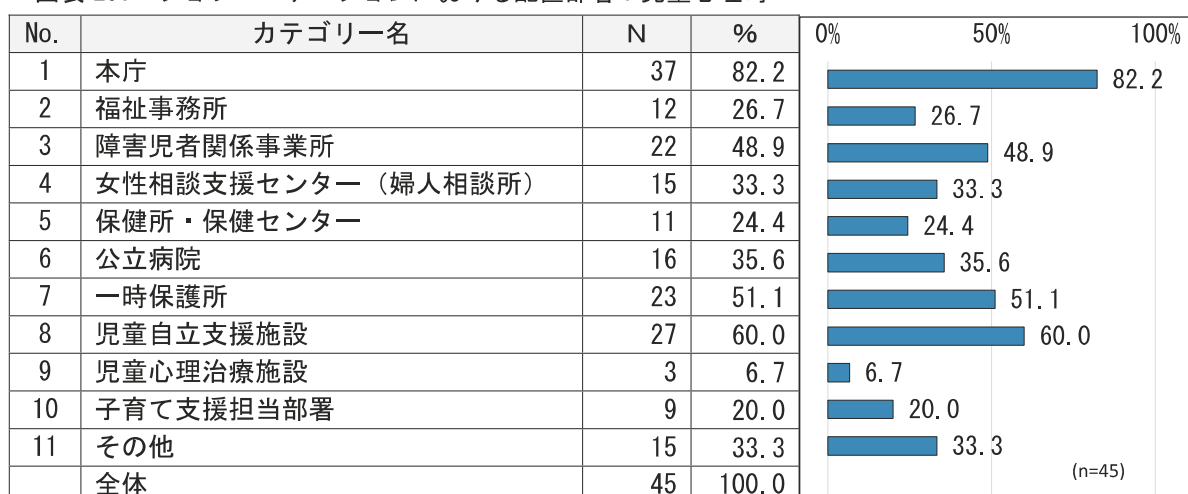 No. カテゴリー名 N % 0% 50% 100%
1 本庁 37 82.2 82.2
2 福祉事務所 12 26.7 26.7
3 障害児者関係事業所 22 48.9 48.9
4 女性相談支援センター（婦人相談所） 15 33.3 33.3
5 保健所・保健センター 11 24.4 24.4
6 公立病院 16 35.6 35.6
7 一時保護所 23 51.1 51.1
8 児童自立支援施設 27 60.0 60.0
9 児童心理治療施設 3 6.7 6.7
10 子育て支援担当部署 9 20.0 20.0
11 その他 15 33.3 33.3
全体 45 100.0 (n=45)